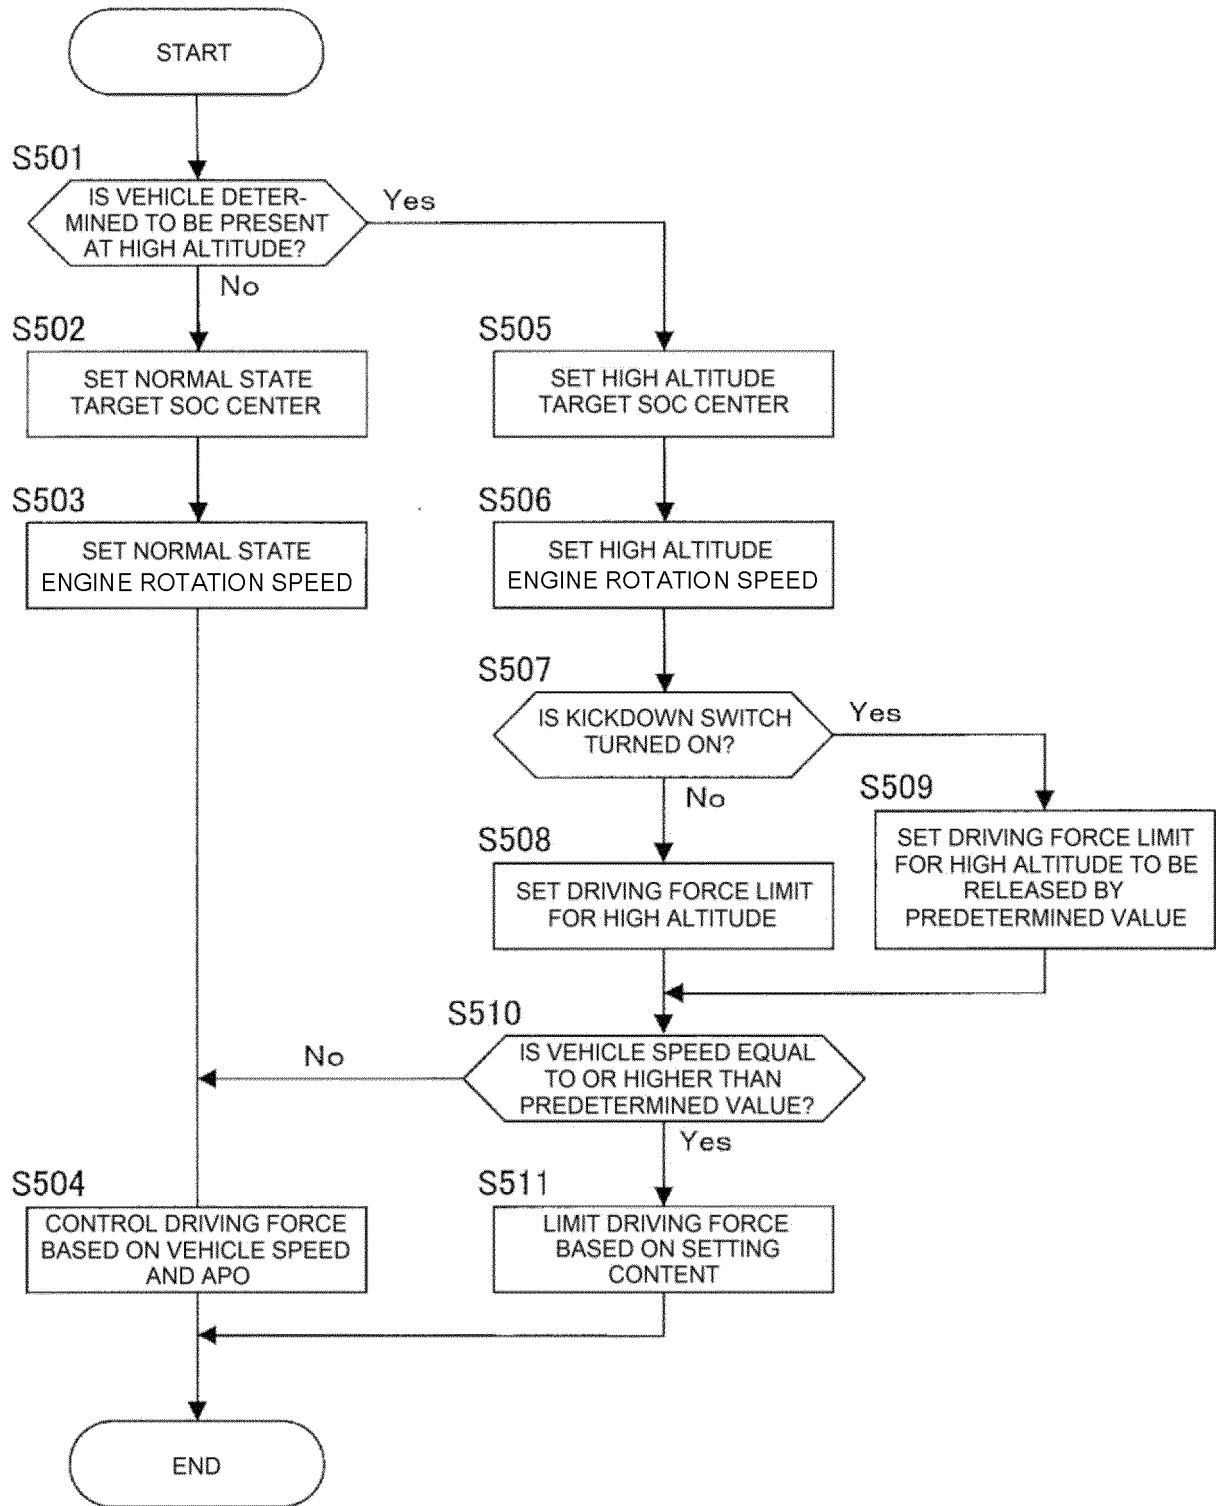 START
S501
IS VEHICLE DETER-
MINED TO BE PRESENT
AT HIGH ALTITUDE?
Yes
No
S502
SET NORMAL STATE
TARGET SOC CENTER
S505
SET HIGH ALTITUDE
TARGET SOC CENTER
S503
SET NORMAL STATE
ENGINE ROTATION SPEED
S506
SET HIGH ALTITUDE
ENGINE ROTATION SPEED
S507
IS KICKDOWN SWITCH
TURNED ON?
Yes
No
S508
SET DRIVING FORCE LIMIT
FOR HIGH ALTITUDE
S509
SET DRIVING FORCE LIMIT
FOR HIGH ALTITUDE TO BE
RELEASED BY
PREDETERMINED VALUE
S510
IS VEHICLE SPEED EQUAL
TO OR HIGHER THAN
PREDETERMINED VALUE?
No
Yes
S504
CONTROL DRIVING FORCE
BASED ON VEHICLE SPEED
AND APO
S511
LIMIT DRIVING FORCE
BASED ON SETTING
CONTENT
END